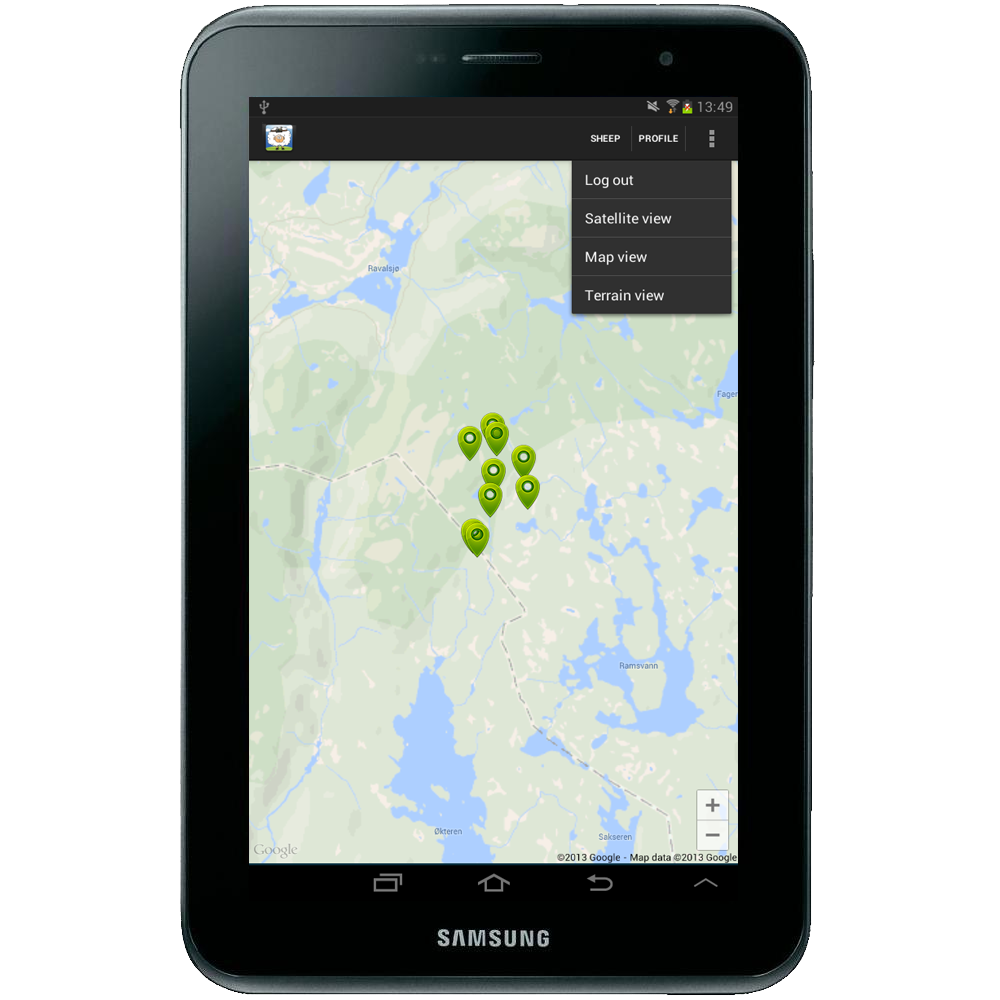 13:49
SHEEP PROFILE
Log out
Satellite view
Map view
Terrain view
Ravalsjø
Fager
Ramsvann
Økteren
Sakseren
Google
©2013 Google - Map data ©2013 Google
SAMSUNG